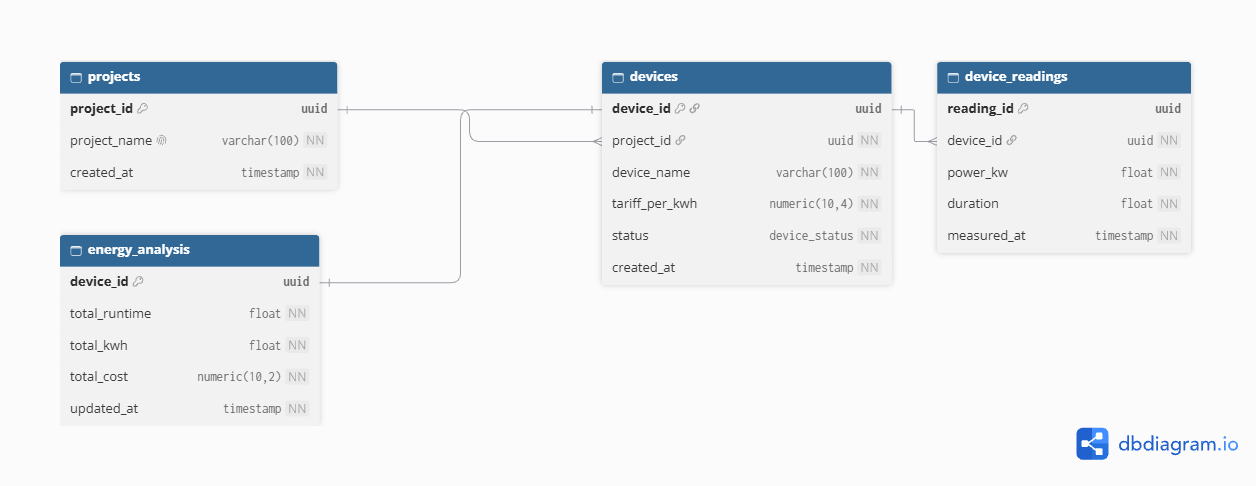 projects
project_id uuid
project_name varchar(100) NN
created_at timestamp NN
energy_analysis
device_id uuid
total_runtime float NN
total_kwh float NN
total_cost numeric(10,2) NN
updated_at timestamp NN
devices
device_id uuid
project_id uuid NN
device_name varchar(100) NN
tariff_per_kwh numeric(10,4) NN
status device_status NN
created_at timestamp NN
device_readings
reading_id uuid
device_id uuid NN
power_kw float NN
duration float NN
measured_at timestamp NN
dbdiagram.io